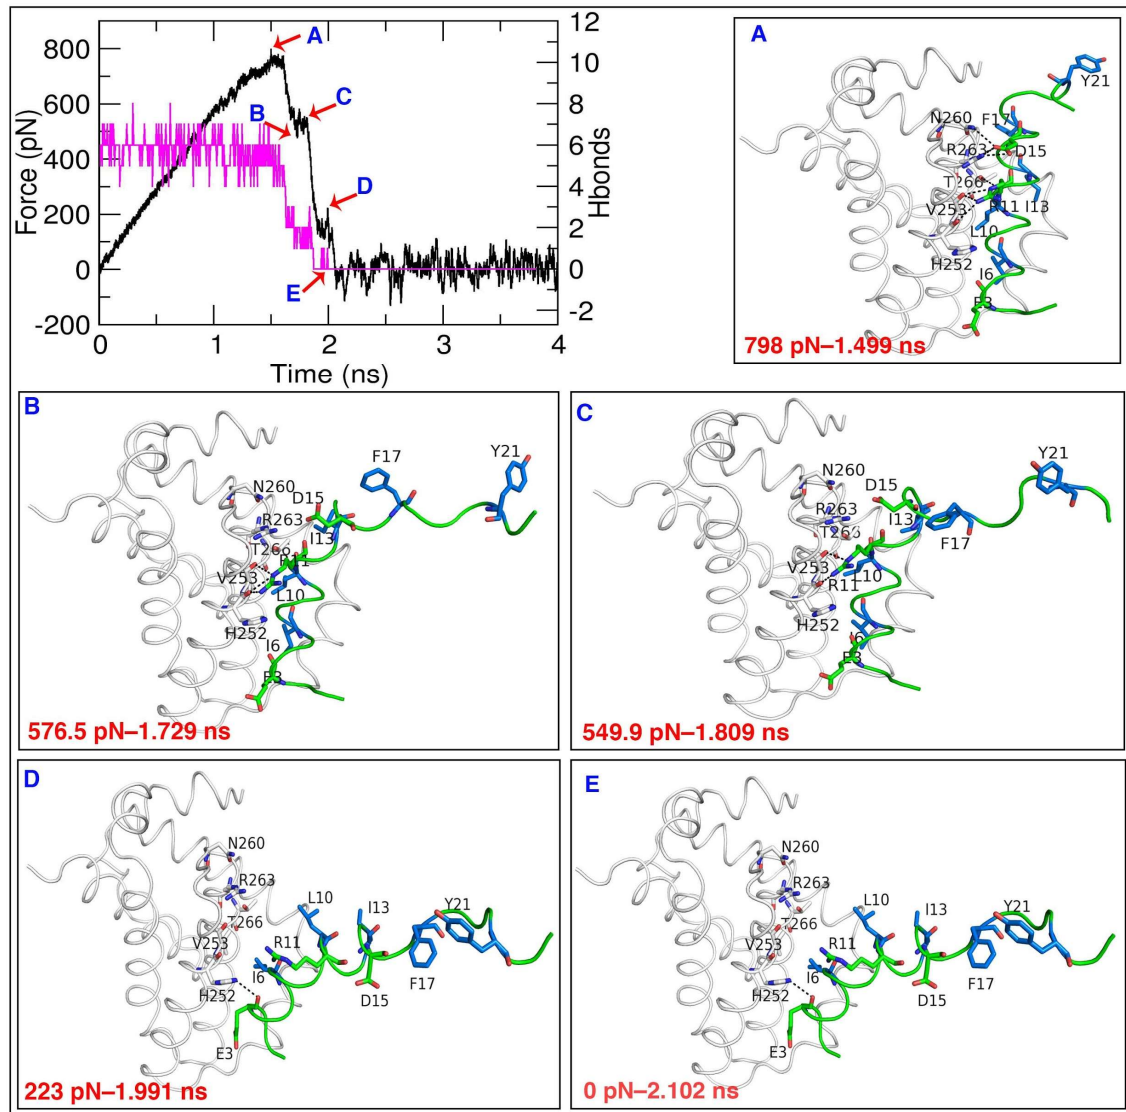 800
600
400
200
0
-200
Force (pN)
12
10
8
6
4
2
0
-2
Hbonds
0
1
2
3
4
Time (ns)
A
B
C
D
E
A
Y21
N260
F17
R263
D15
T266
V253
R11
I13
L10
H252
I6
E3
798 pN–1.499 ns
B
F17
Y21
N260
D15
R263
I13
T266
R11
V253
L10
H252
I6
E3
576.5 pN–1.729 ns
C
Y21
N260
D15
R263
I13
T266
F17
V253
L10
R11
H252
I6
E3
549.9 pN–1.809 ns
D
N260
R263
L10
I13
Y21
T266
V253
R11
I6
F17
H252
D15
E3
223 pN–1.991 ns
E
N260
R263
L10
I13
Y21
T266
V253
R11
I6
F17
H252
D15
E3
0 pN–2.102 ns